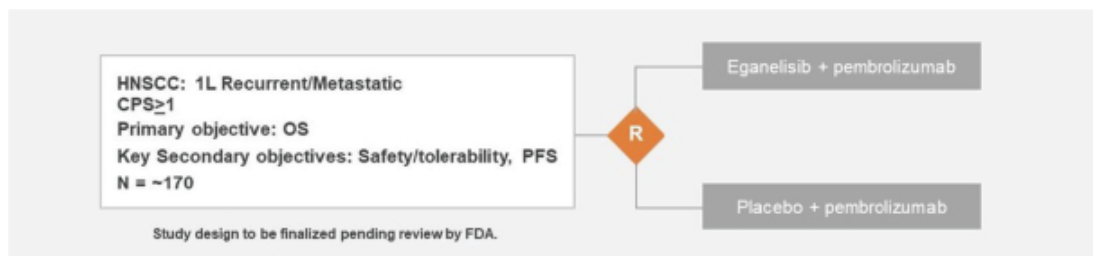 HNSCC: 1L Recurrent/Metastatic
CPS≥1
Primary objective: OS
Key Secondary objectives: Safety/tolerability, PFS
N = ~170
Study design to be finalized pending review by FDA.
R
Eganelisib + pembrolizumab
Placebo + pembrolizumab